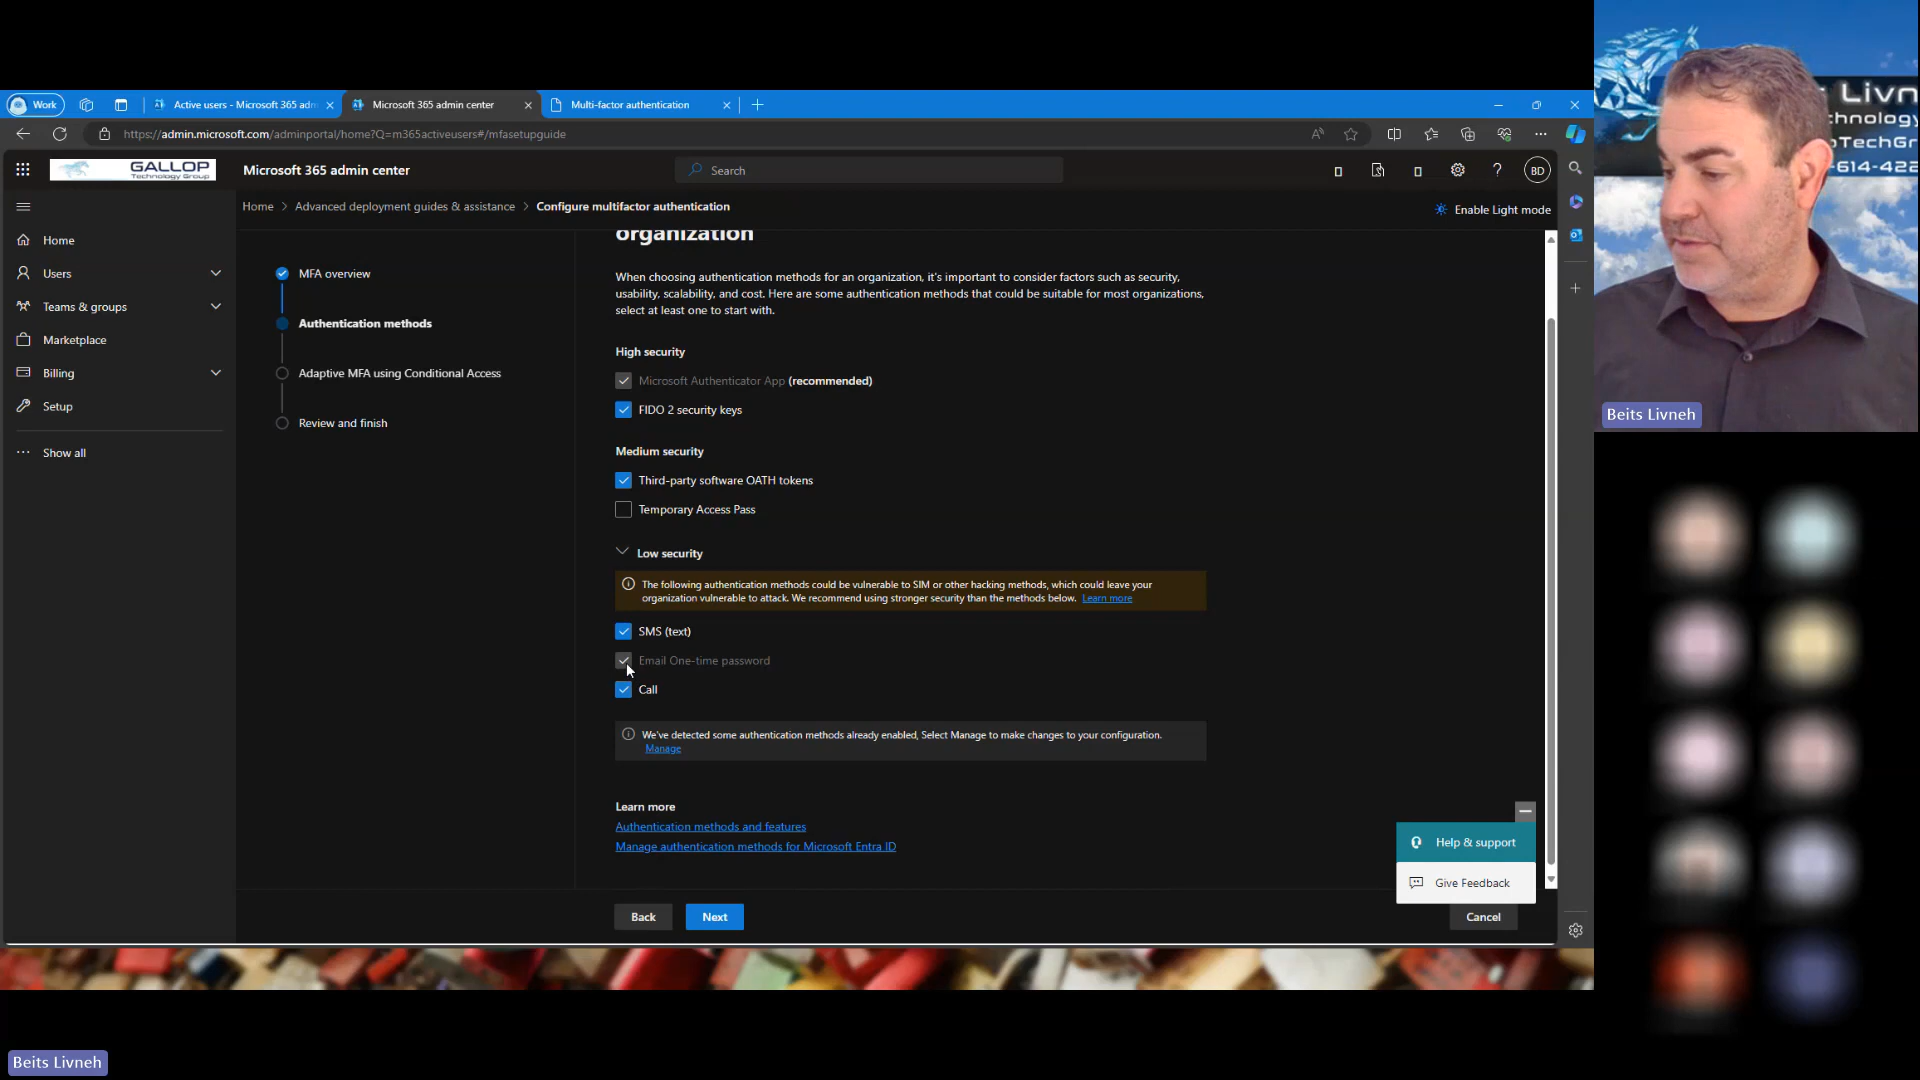 Work
Active users - Microsoft 365 adm
Microsoft 365 admin center
Multi-factor authentication
https://admin.microsoft.com/adminportal/home?Q=m365activeusers#/mfasetupguide
GALLOP
Technology Group
Microsoft 365 admin center
Search
BD
Home
Users
Teams & groups
Marketplace
Billing
Setup
Show all
Home > Advanced deployment guides & assistance > Configure multifactor authentication
Enable Light mode
MFA overview
Authentication methods
Adaptive MFA using Conditional Access
Review and finish
organization
When choosing authentication methods for an organization, it's important to consider factors such as security,
usability, scalability, and cost. Here are some authentication methods that could be suitable for most organizations,
select at least one to start with.
High security
Microsoft Authenticator App (recommended)
FIDO 2 security keys
Medium security
Third-party software OATH tokens
Temporary Access Pass
Low security
The following authentication methods could be vulnerable to SIM or other hacking methods, which could leave your
organization vulnerable to attack. We recommend using stronger security than the methods below. Learn more
SMS (text)
Email One-time password
Call
We've detected some authentication methods already enabled, Select Manage to make changes to your configuration.
Manage
Learn more
Authentication methods and features
Manage authentication methods for Microsoft Entra ID
Help & support
Give Feedback
Back
Next
Cancel
Livn
hnology
TechGr
614-422
Beits Livneh
Beits Livneh